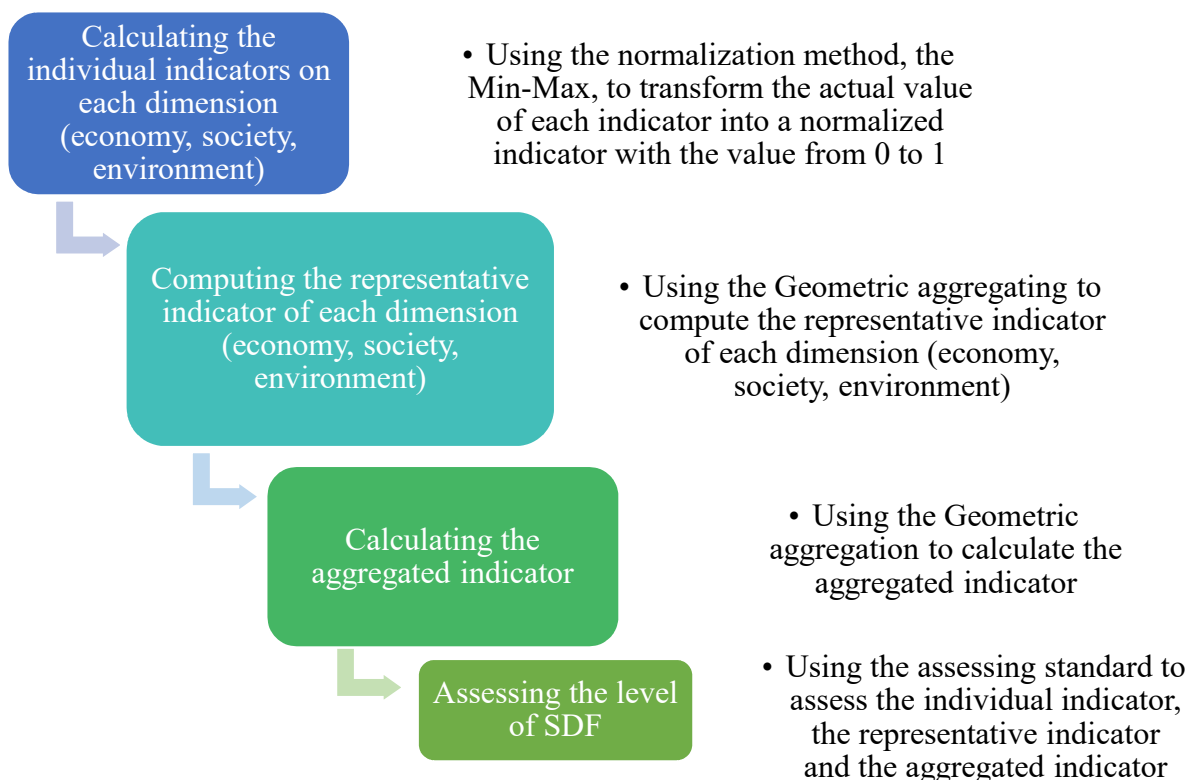 Calculating the
individual indicators on
each dimension
(economy, society,
environment)
• Using the normalization method, the
Min-Max, to transform the actual value
of each indicator into a normalized
indicator with the value from 0 to 1
Computing the representative
indicator of each dimension
(economy, society,
environment)
• Using the Geometric aggregating to
compute the representative indicator
of each dimension (economy,
society, environment)
Calculating the
aggregated indicator
• Using the Geometric
aggregation to calculate the
aggregated indicator
Assessing the level
of SDF
• Using the assessing standard to
assess the individual indicator,
the representative indicator
and the aggregated indicator